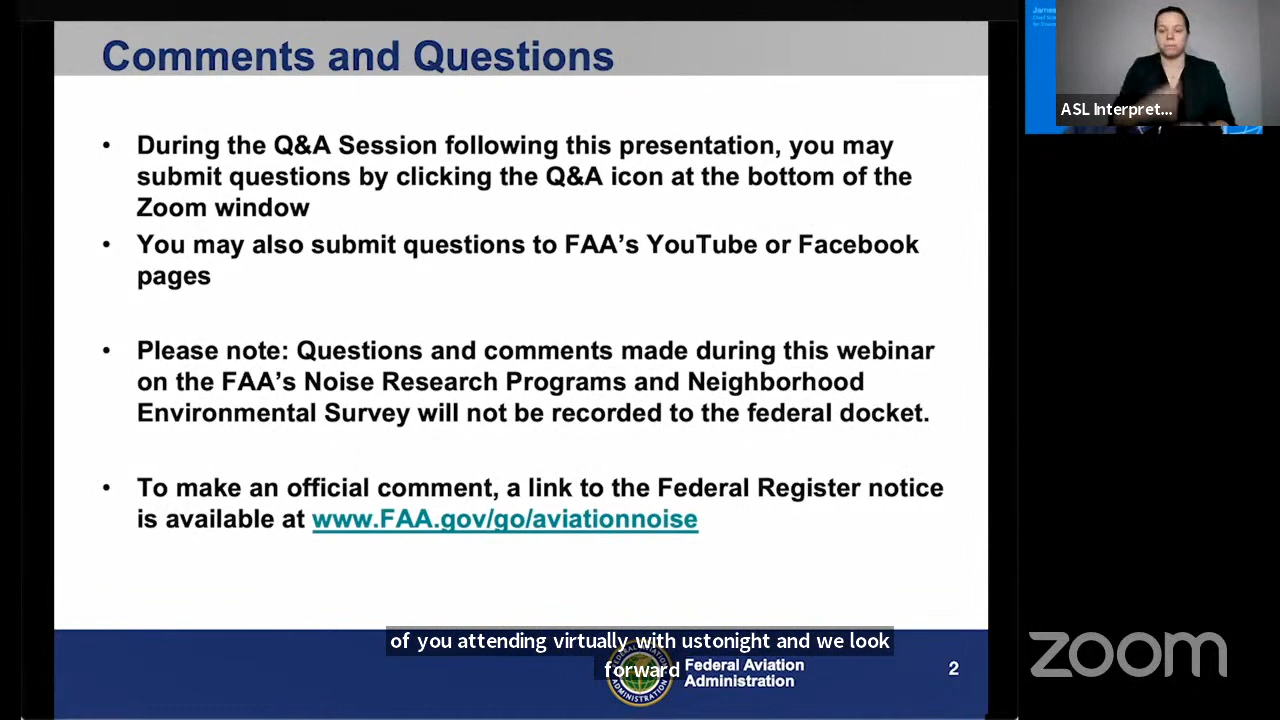 Comments and Questions
• During the Q&A Session following this presentation, you may
submit questions by clicking the Q&A icon at the bottom of the
Zoom window
• You may also submit questions to FAA's YouTube or Facebook
pages
• Please note: Questions and comments made during this webinar
on the FAA's Noise Research Programs and Neighborhood
Environmental Survey will not be recorded to the federal docket.
• To make an official comment, a link to the Federal Register notice
is available at www.FAA.gov/go/aviationnoise
of you attending virtually with ustonight and we look
forward
Federal Aviation
Administration
2
James
ASL Interpret...
zoom